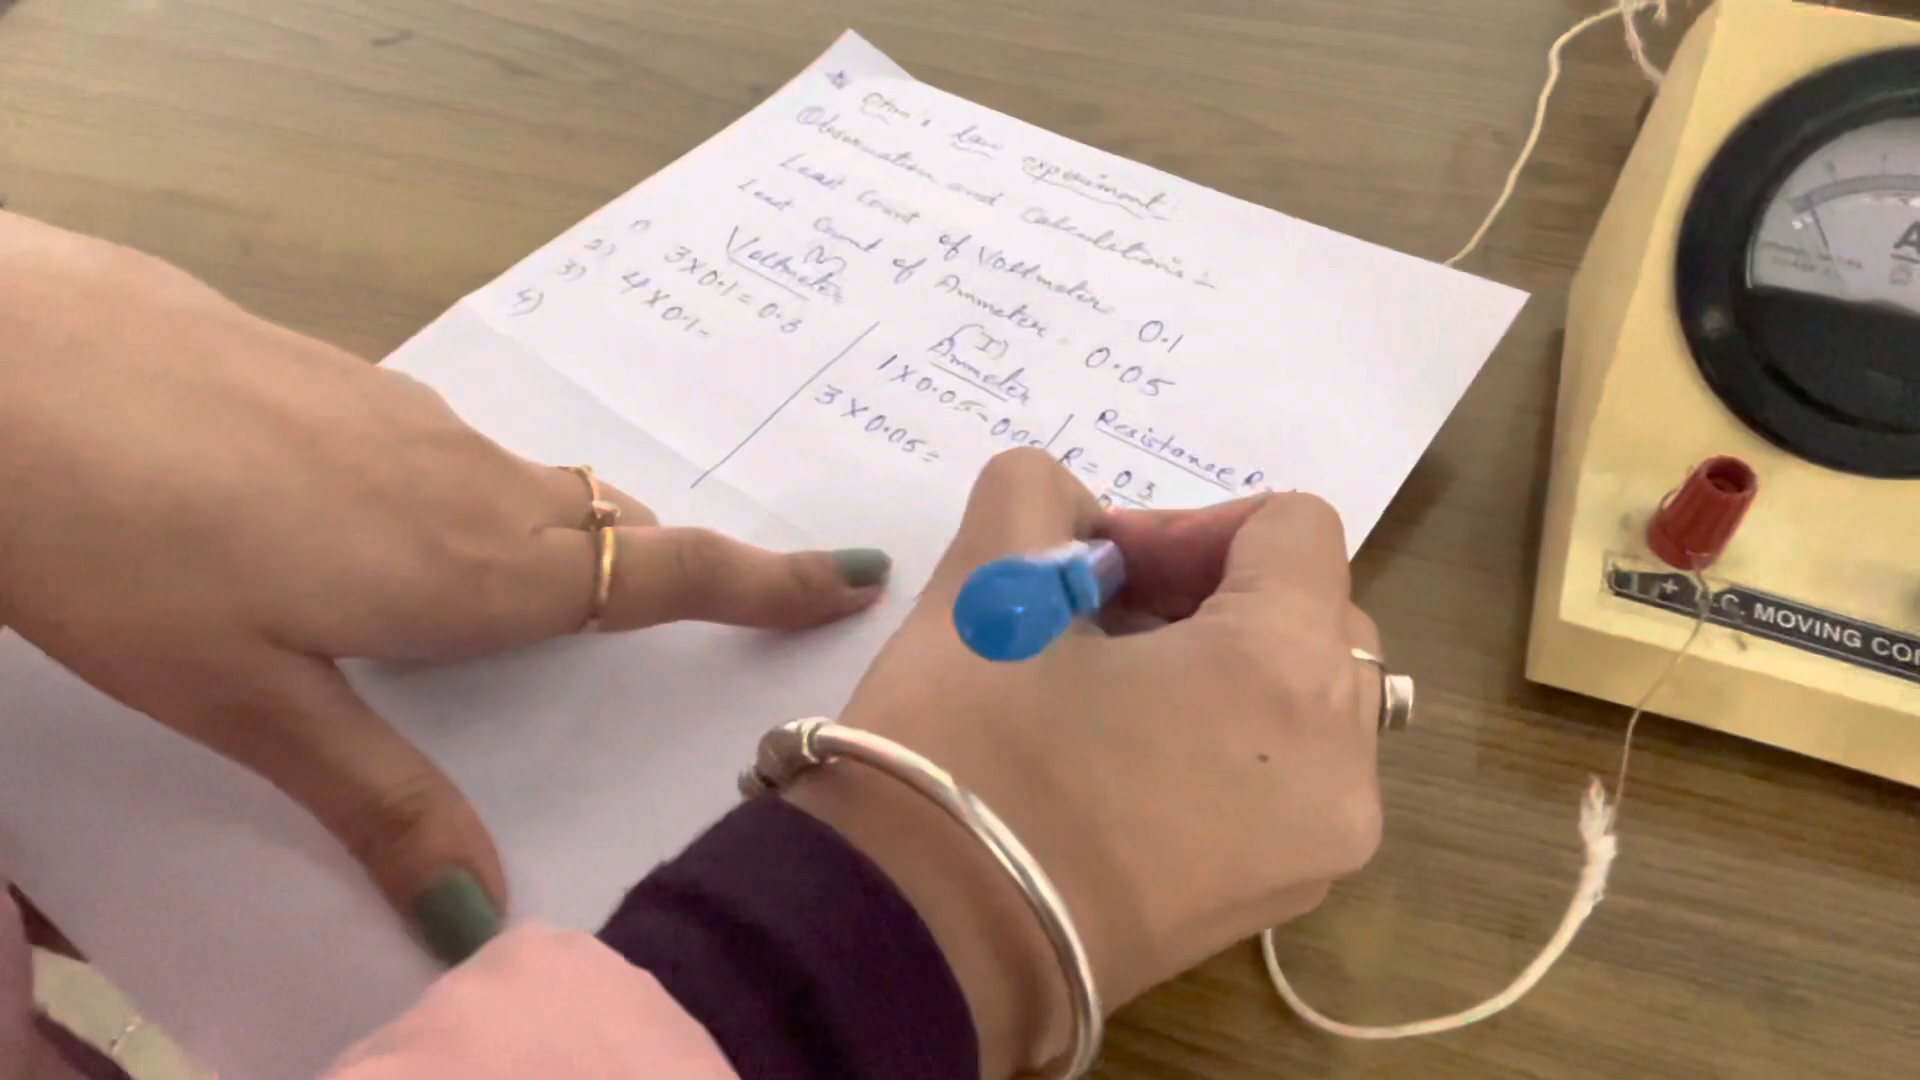 Ohm's law experiment
Observation and Calculations :-
Least Count of Voltmeter 0.1
Least Count of Ammeter = 0.05
(V)
Voltmeter
(I)
Ammeter
Resistance R
1) 3 X 0.1 = 0.3
1 X 0.05 = 0.05
R = 0.3
2) 4 X 0.1 =
3 X 0.05 =
3)
4)
A
+ D.C. MOVING CO